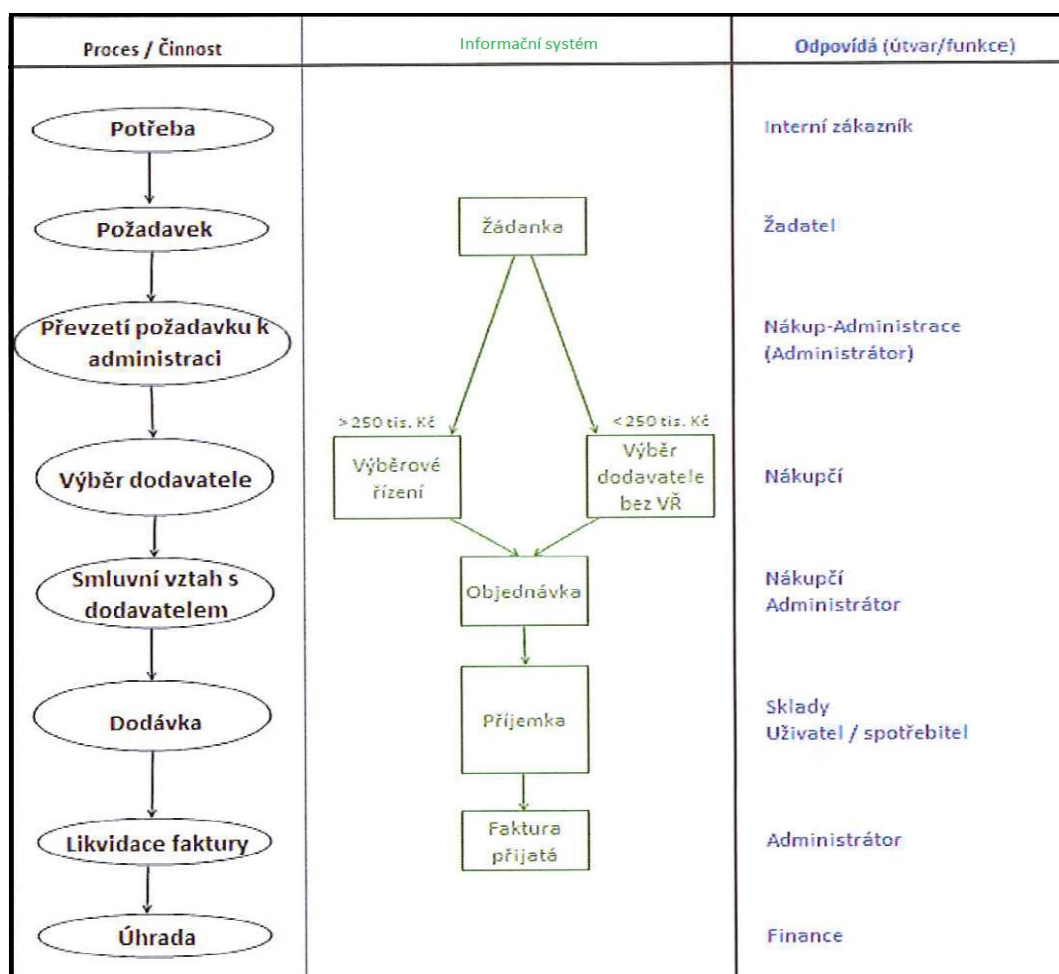 Proces / Činnost
Informační systém
Odpovídá (útvar/funkce)
Potřeba
Interní zákazník
Požadavek
Žádanka
Žadatel
Převzetí požadavku k
administraci
Nákup-Administrace
(Administrátor)
> 250 tis. Kč
< 250 tis. Kč
Výběr dodavatele
Výběrové
řízení
Výběr
dodavatele
bez VŘ
Nákupčí
Smluvní vztah s
dodavatelem
Objednávka
Nákupčí
Administrátor
Dodávka
Příjemka
Sklady
Uživatel / spotřebitel
Likvidace faktury
Faktura
přijatá
Administrátor
Úhrada
Finance